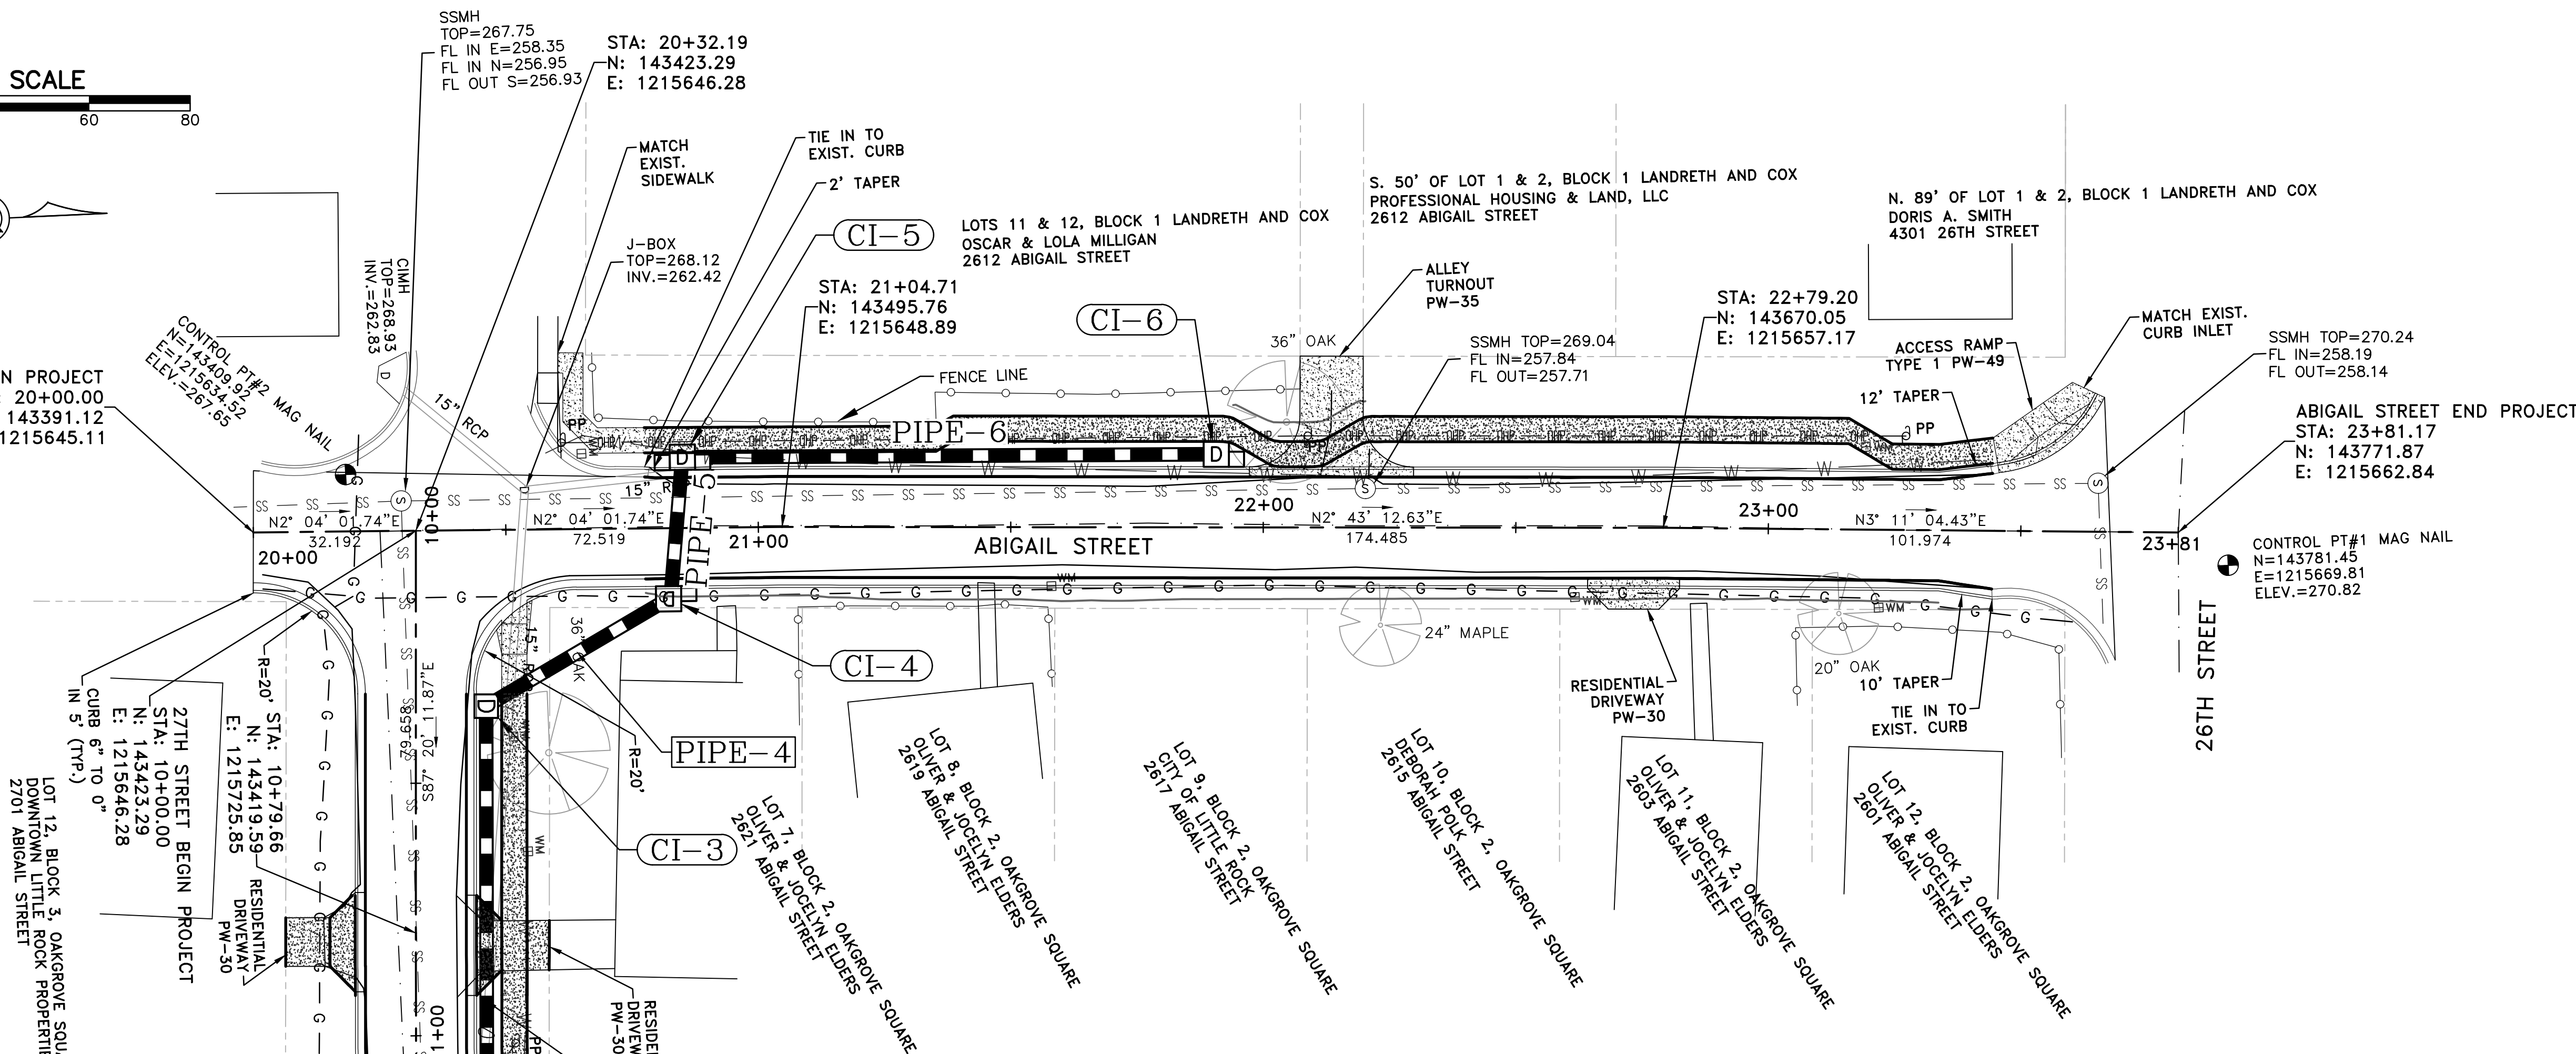 SCALE
60 80
SSMH
TOP=267.75
FL IN E=258.35
FL IN N=256.95
FL OUT S=256.93
STA: 20+32.19
N: 143423.29
E: 1215646.28
MATCH
EXIST.
SIDEWALK
TIE IN TO
EXIST. CURB
2' TAPER
CI-5
J-BOX
TOP=268.12
INV.=262.42
LOTS 11 & 12, BLOCK 1 LANDRETH AND COX
OSCAR & LOLA MILLIGAN
2612 ABIGAIL STREET
S. 50' OF LOT 1 & 2, BLOCK 1 LANDRETH AND COX
PROFESSIONAL HOUSING & LAND, LLC
2612 ABIGAIL STREET
N. 89' OF LOT 1 & 2, BLOCK 1 LANDRETH AND COX
DORIS A. SMITH
4301 26TH STREET
STA: 21+04.71
N: 143495.76
E: 1215648.89
CI-6
ALLEY
TURNOUT
PW-35
36" OAK
SSMH TOP=269.04
FL IN=257.84
FL OUT=257.71
STA: 22+79.20
N: 143670.05
E: 1215657.17
ACCESS RAMP
TYPE 1 PW-49
12' TAPER
MATCH EXIST.
CURB INLET
SSMH TOP=270.24
FL IN=258.19
FL OUT=258.14
ABIGAIL STREET END PROJECT
STA: 23+81.17
N: 143771.87
E: 1215662.84
CIMH
TOP=268.93
INV.=262.83
CONTROL PT#2 MAG NAIL
N=143409.92
E=1215634.52
ELEV.=267.65
N PROJECT
20+00.00
143391.12
1215645.11
15" RCP
FENCE LINE
PP
PIPE-6
PP
PP
D
D
D
D
D
D
S
S
S
15"
PIPE-5
N2° 04' 01.74"E
32.192
20+00
10+00
N2° 04' 01.74"E
72.519
21+00
ABIGAIL STREET
22+00
N2° 43' 12.63"E
174.485
23+00
N3° 11' 04.43"E
101.974
23+81
CONTROL PT#1 MAG NAIL
N=143781.45
E=1215669.81
ELEV.=270.82
26TH STREET
WM
WM
WM
24" MAPLE
20" OAK
10' TAPER
TIE IN TO
EXIST. CURB
RESIDENTIAL
DRIVEWAY
PW-30
CI-4
PIPE-4
CI-3
15"
36" OAK
R=20'
R=20'
S87° 20' 11.87"E
79.658
CURB 6" TO 0"
IN 5' (TYP.)
27TH STREET BEGIN PROJECT
STA: 10+00.00
N: 143423.29
E: 1215646.28
STA: 10+79.66
N: 143419.59
E: 1215725.85
RESIDENTIAL
DRIVEWAY
PW-30
LOT 12, BLOCK 3, OAKGROVE SQUA
DOWNTOWN LITTLE ROCK PROPERTIE
2701 ABIGAIL STREET
WM
RESIDE
DRIVEW
PW-30
PP
LOT 7, BLOCK 2, OAKGROVE SQUARE
OLIVER & JOCELYN ELDERS
2621 ABIGAIL STREET
LOT 8, BLOCK 2, OAKGROVE SQUARE
OLIVER & JOCELYN ELDERS
2619 ABIGAIL STREET
LOT 9, BLOCK 2, OAKGROVE SQUARE
CITY OF LITTLE ROCK
2617 ABIGAIL STREET
LOT 10, BLOCK 2, OAKGROVE SQUARE
DEBORAH POLK
2615 ABIGAIL STREET
LOT 11, BLOCK 2, OAKGROVE SQUARE
OLIVER & JOCELYN ELDERS
2603 ABIGAIL STREET
LOT 12, BLOCK 2, OAKGROVE SQUARE
OLIVER & JOCELYN ELDERS
2601 ABIGAIL STREET